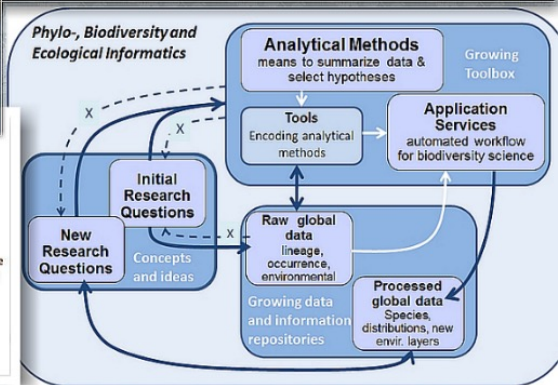 Phylo-, Biodiversity and
Ecological Informatics
Analytical Methods
means to summarize data &
select hypotheses
Growing
Toolbox
Tools
Encoding analytical
methods
Application
Services
automated workflow
for biodiversity science
X
X
Initial
Research
Questions
New
Research
Questions
Concepts
and ideas
X
Raw global
data
lineage,
occurrence,
environmental
Growing data
and information
repositories
Processed
global data
Species,
distributions, new
envir. layers